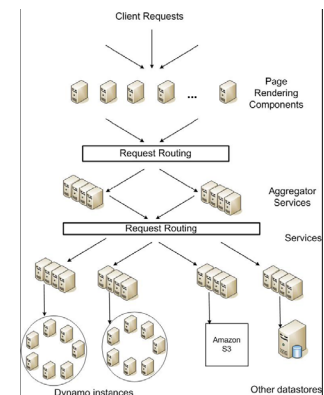 Client Requests
Page
Rendering
Components
...
Request Routing
Aggregator
Services
Request Routing
Services
Amazon
S3
Dynamo instances
Other datastores